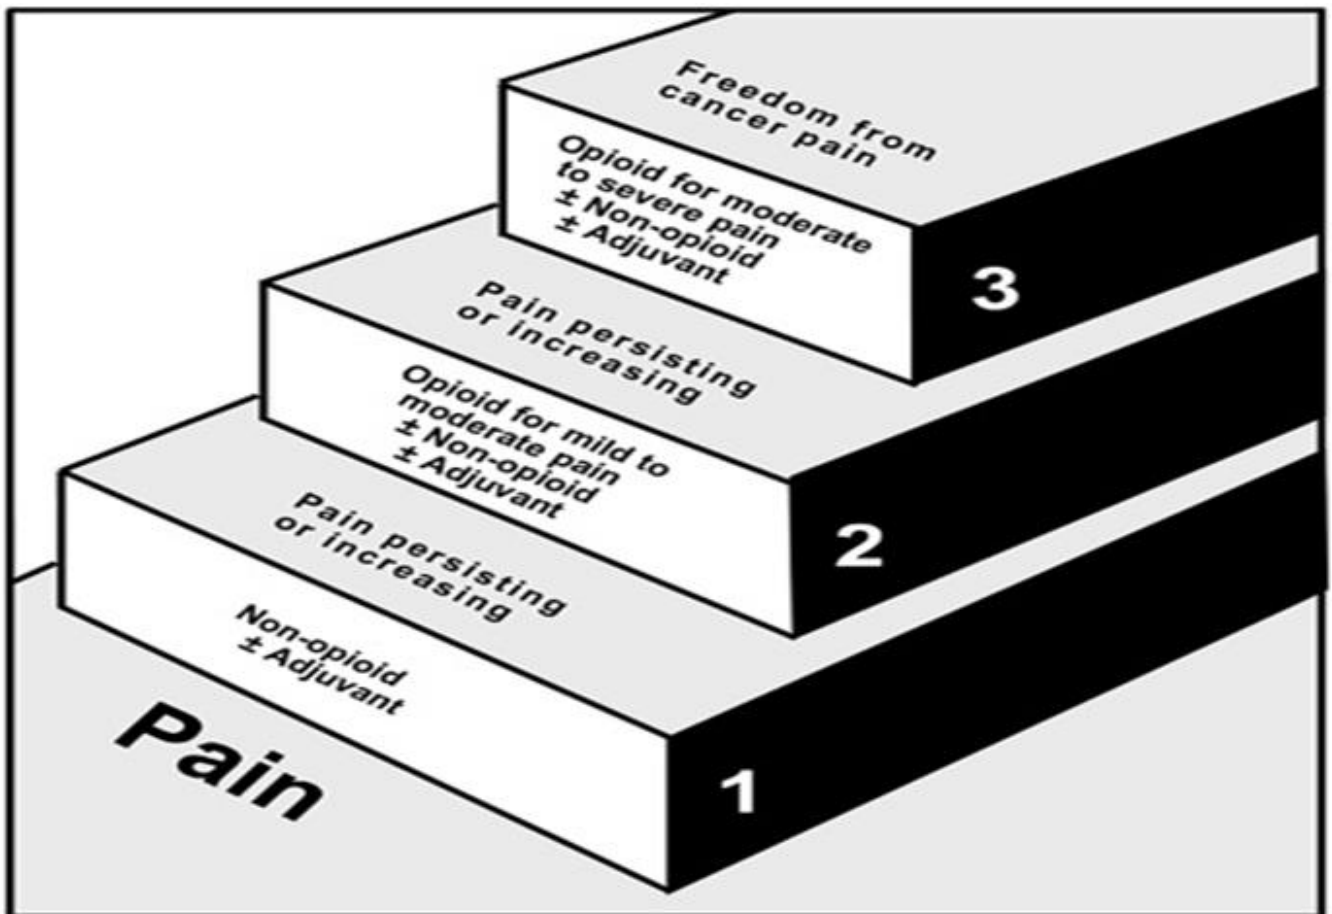 Freedom from
cancer pain
Opioid for moderate
to severe pain
± Non-opioid
± Adjuvant
3
Pain persisting
or increasing
Opioid for mild to
moderate pain
± Non-opioid
± Adjuvant
2
Pain persisting
or increasing
Non-opioid
± Adjuvant
1
Pain